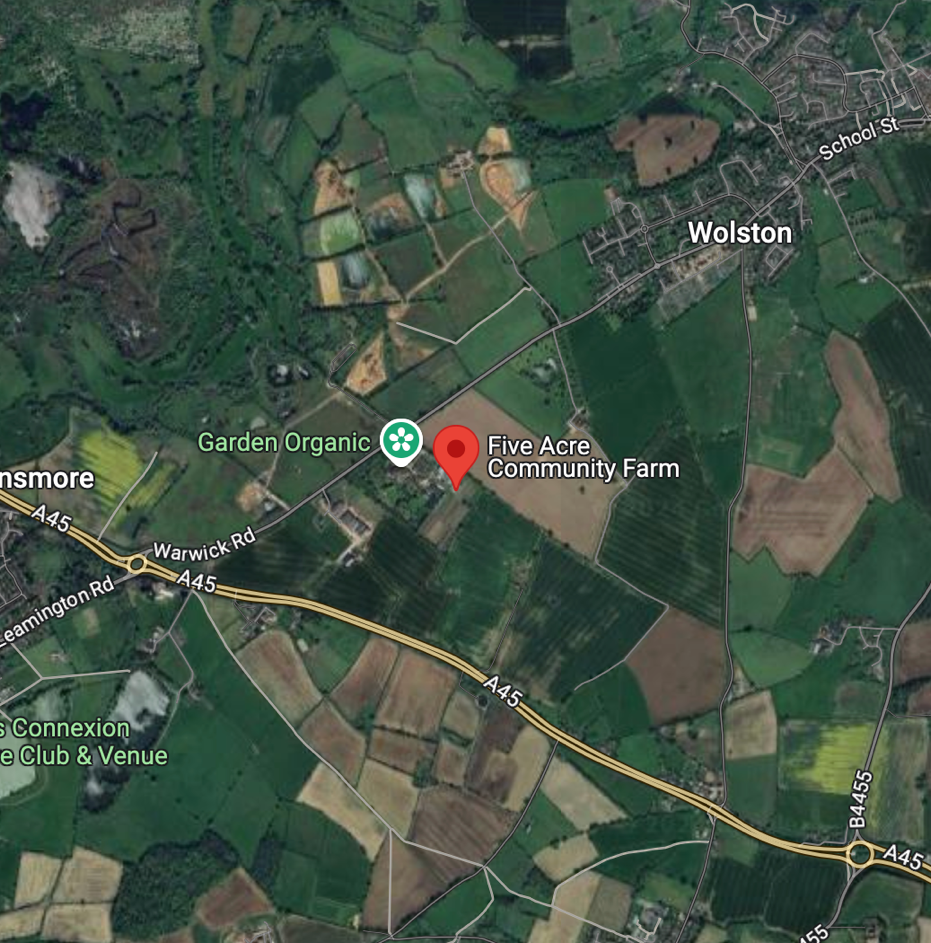 School St
Wolston
Garden Organic
Five Acre
Community Farm
nsmore
A45
Warwick Rd
A45
Leamington Rd
A45
s Connexion
e Club & Venue
B4455
A45
455